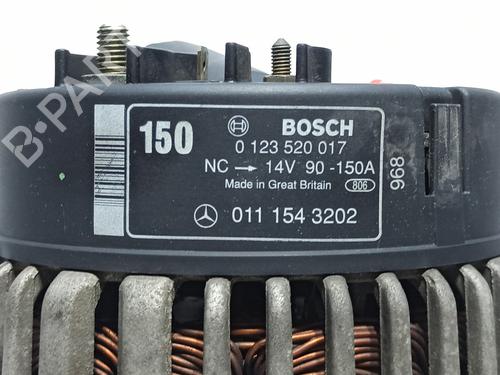 150
BOSCH
0 123 520 017
NC → 14V 90 -150A
Made in Great Britain 806
011 154 3202
968
B-PARTS